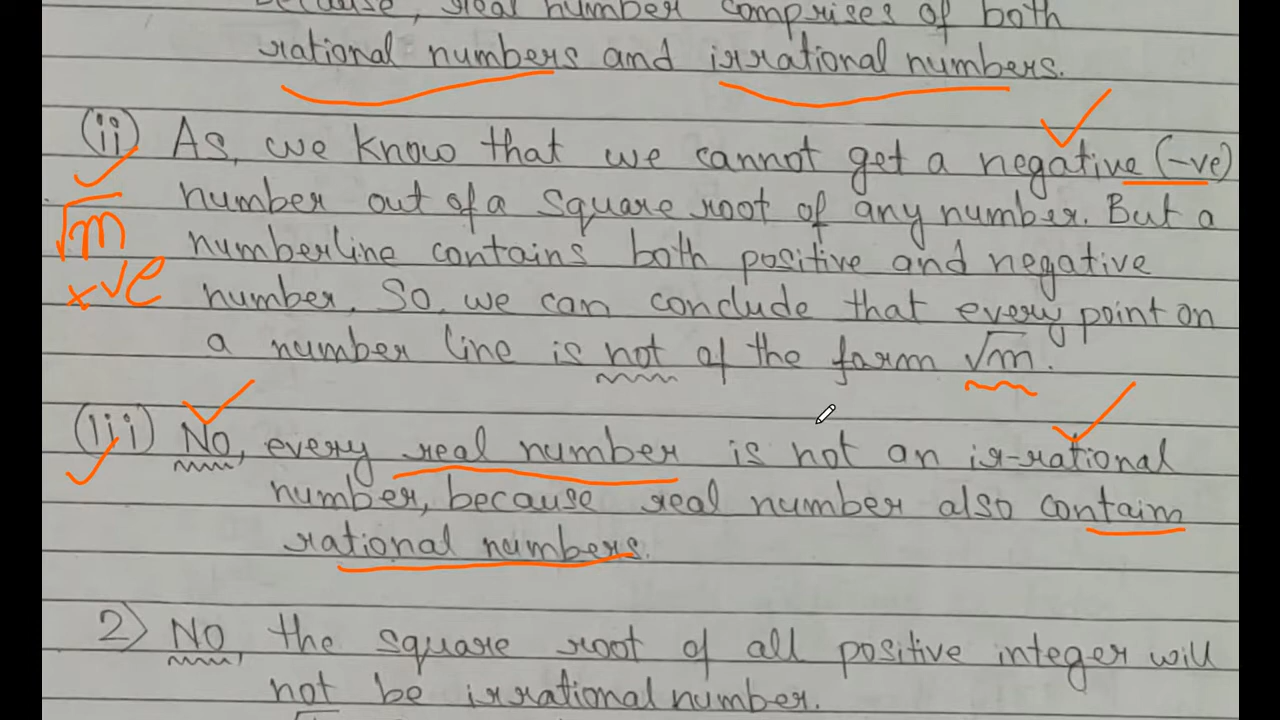 because, real number comprises of both
rational numbers and irrational numbers.
(ii) As, we know that we cannot get a negative (-ve)
number out of a square root of any number. But a
numberline contains both positive and negative
number. So, we can conclude that every point on
a number line is not of the form √m.
√m
+ve
(iii) No, every real number is not an ir-rational
number, because real number also contain
rational numbers.
2) No, the square root of all positive integer will
not be irrational number.